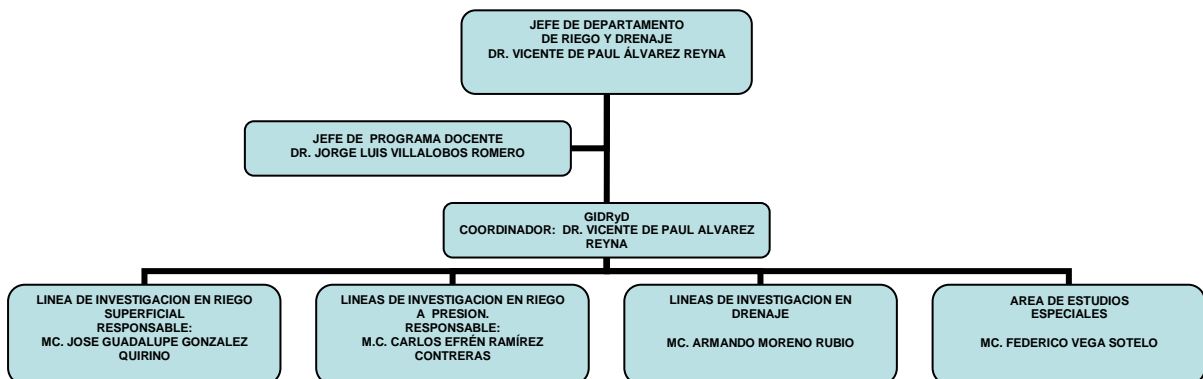 JEFE DE DEPARTAMENTO
DE RIEGO Y DRENAJE
DR. VICENTE DE PAUL ÁLVAREZ REYNA
JEFE DE PROGRAMA DOCENTE
DR. JORGE LUIS VILLALOBOS ROMERO
GIDRyD
COORDINADOR: DR. VICENTE DE PAUL ALVAREZ
REYNA
LINEA DE INVESTIGACION EN RIEGO
SUPERFICIAL
RESPONSABLE:
MC. JOSE GUADALUPE GONZALEZ
QUIRINO
LINEAS DE INVESTIGACION EN RIEGO
A PRESION.
RESPONSABLE:
M.C. CARLOS EFRÉN RAMÍREZ
CONTRERAS
LINEAS DE INVESTIGACION EN
DRENAJE
MC. ARMANDO MORENO RUBIO
AREA DE ESTUDIOS
ESPECIALES
MC. FEDERICO VEGA SOTELO